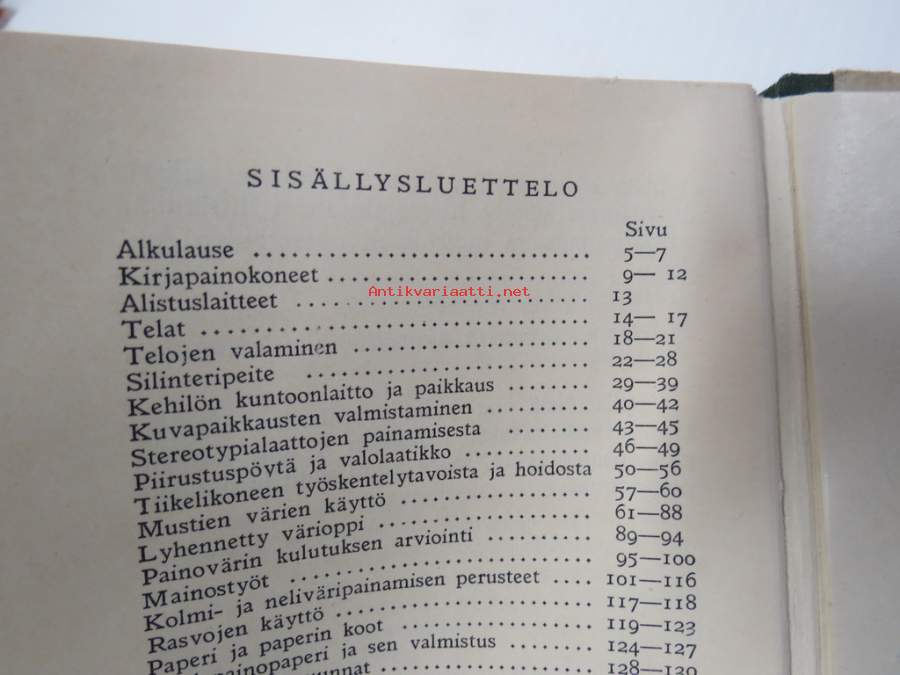 SISÄLLYSLUETTELO
Sivu
Alkulause 5—7
Kirjapainokoneet 9—12
Antikvariaatti.net
Alistuslaitteet 13
Telat 14—17
Telojen valaminen 18—21
Silinteripeite 22—28
Kehilön kuntoonlaitto ja paikkaus 29—39
Kuvapaikkausten valmistaminen 40—42
Stereotypialaattojen painamisesta 43—45
Piirustuspöytä ja valolaatikko 46—49
Tiikelikoneen työskentelytavoista ja hoidosta 50—56
Mustien värien käyttö 57—60
Lyhennetty värioppi 61—88
Painovärin kulutuksen arviointi 89—94
Mainostyöt 95—100
Kolmi- ja neliväripainamisen perusteet 101—116
Rasvojen käyttö 117—118
Paperi ja paperin koot 119—123
ja sen valmistus 124—127